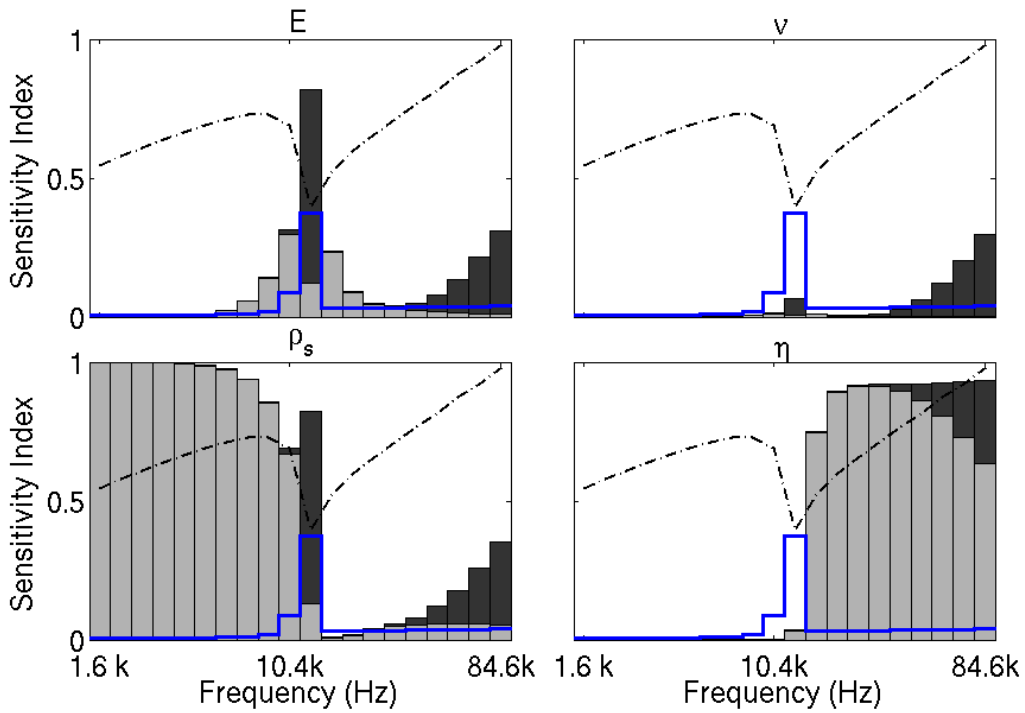 E
ν
1
Sensitivity Index
0.5
0
ρs
η
1
Sensitivity Index
0.5
0
1.6 k 10.4k 84.6k 1.6 k 10.4k 84.6k
Frequency (Hz) Frequency (Hz)